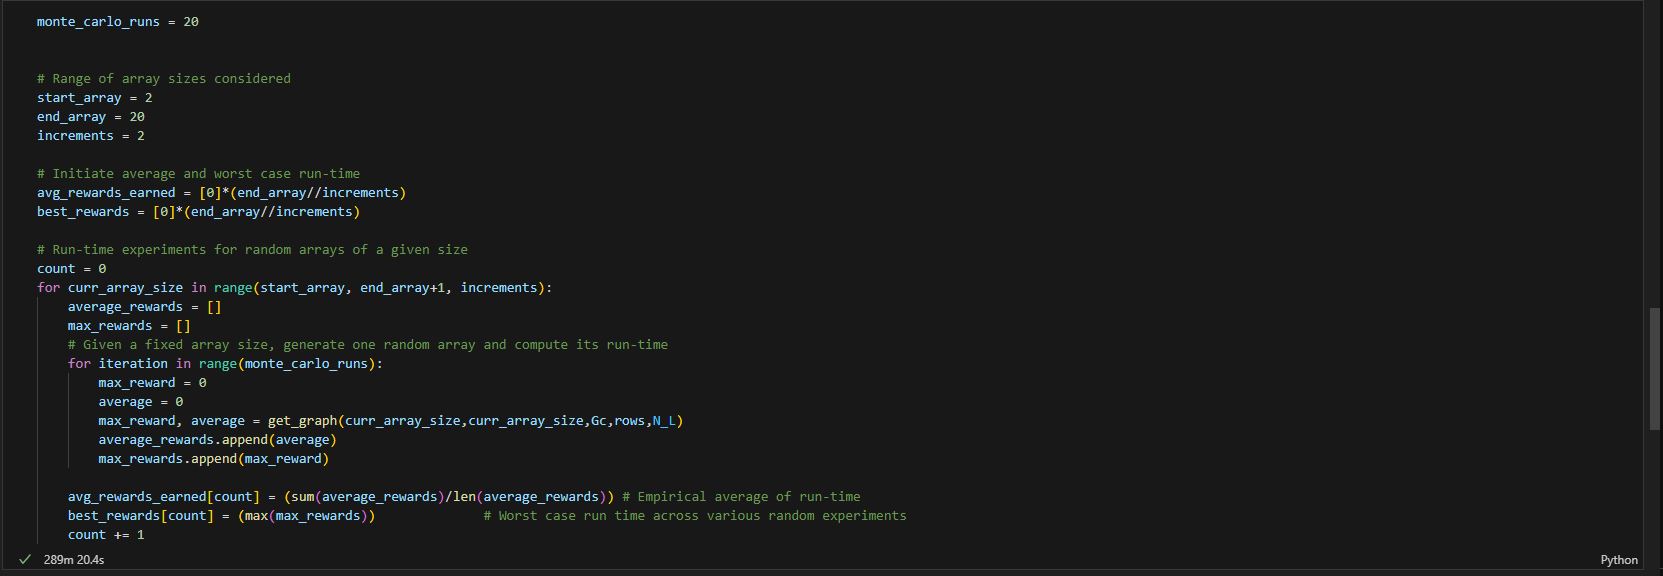 monte_carlo_runs = 20
# Range of array sizes considered
start_array = 2
end_array = 20
increments = 2
# Initiate average and worst case run-time
avg_rewards_earned = [0]*(end_array//increments)
best_rewards = [0]*(end_array//increments)
# Run-time experiments for random arrays of a given size
count = 0
for curr_array_size in range(start_array, end_array+1, increments):
    average_rewards = []
    max_rewards = []
    # Given a fixed array size, generate one random array and compute its run-time
    for iteration in range(monte_carlo_runs):
        max_reward = 0
        average = 0
        max_reward, average = get_graph(curr_array_size,curr_array_size,Gc,rows,N_L)
        average_rewards.append(average)
        max_rewards.append(max_reward)
    avg_rewards_earned[count] = (sum(average_rewards)/len(average_rewards)) # Empirical average of run-time
    best_rewards[count] = (max(max_rewards))              # Worst case run time across various random experiments
    count += 1
289m 20.4s
Python